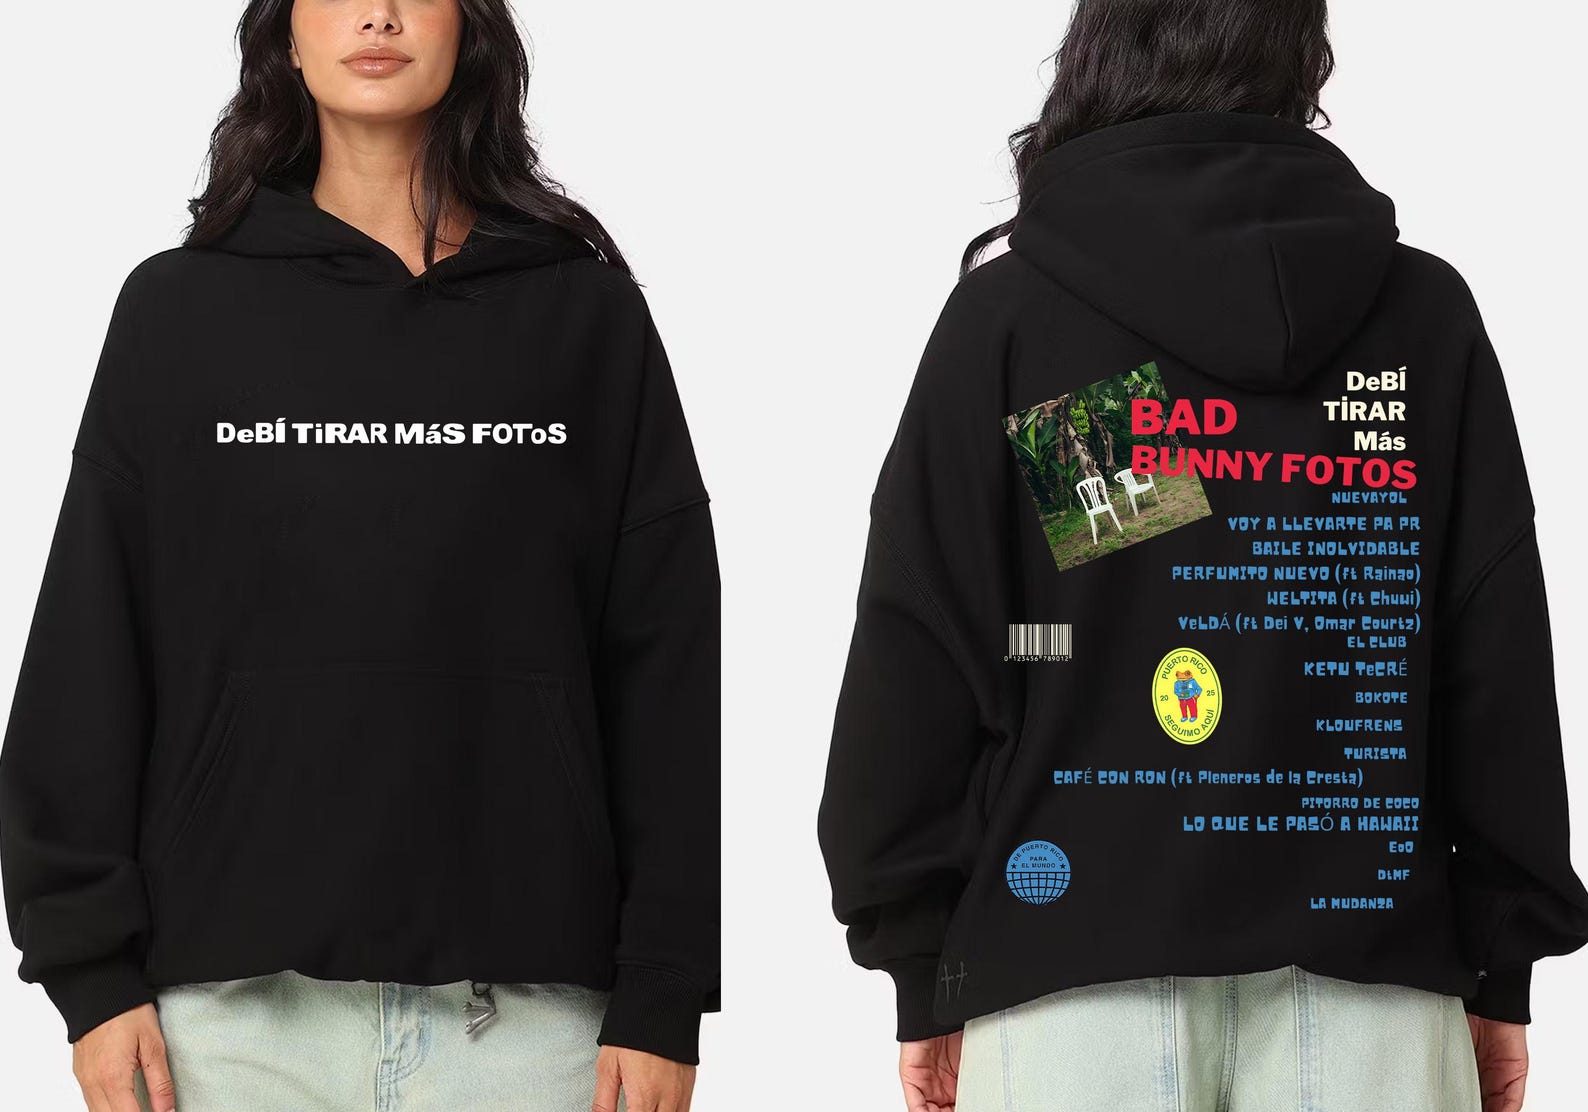 DeBÍ TiRAR MáS FOToS
DeBÍ
TiRAR
Más
BAD
BUNNY FOTOS
NUEVAYOL
VOY A LLEVARTE PA PR
BAILE INOLVIDABLE
PERFUMITO NUEVO (ft Rainao)
WELTITA (ft Chuwi)
VeLDÁ (ft Dei V, Omar Courtz)
EL CLUB
KETU TeCRÉ
BOKOTE
KLOUFRENS
TURISTA
CAFÉ CON RON (ft Pleneros de la Cresta)
PITORRO DE COCO
LO QUE LE PASÓ A HAWAII
EoO
DtMF
LA MUDANZA
0 123456 789012
PUERTO RICO
20 25
SEGUIMO AQUÍ
DE PUERTO RICO
PARA
EL MUNDO